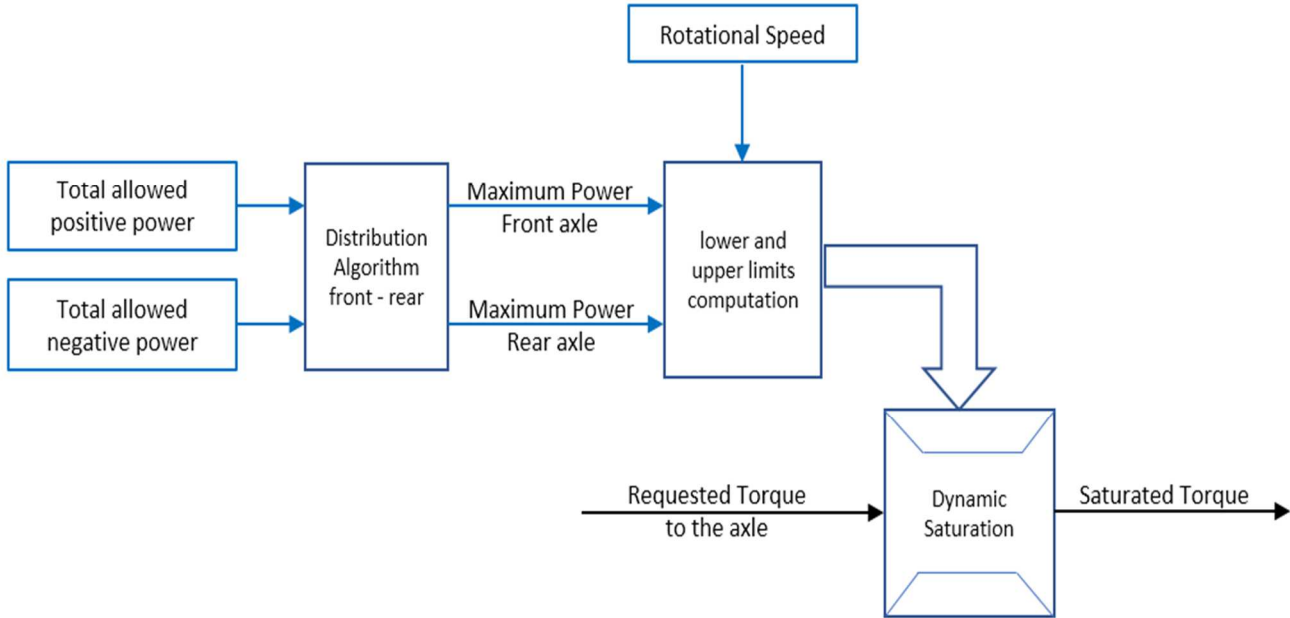 Rotational Speed
Total allowed
positive power
Total allowed
negative power
Distribution
Algorithm
front - rear
Maximum Power
Front axle
Maximum Power
Rear axle
lower and
upper limits
computation
Requested Torque
to the axle
Dynamic
Saturation
Saturated Torque